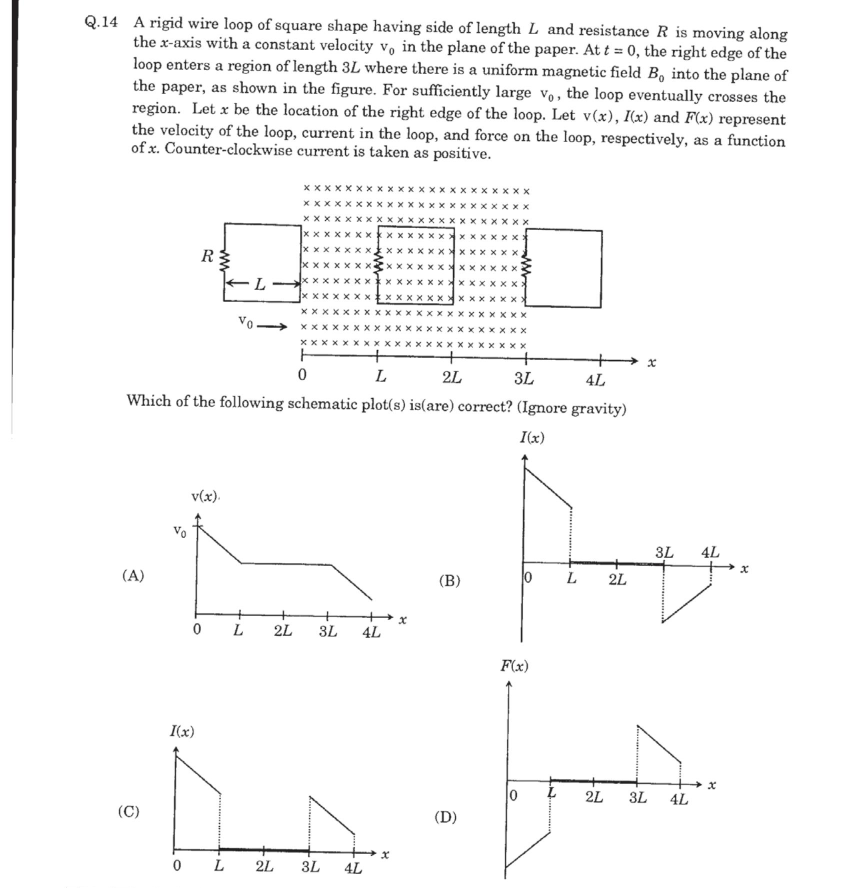 Q.14 A rigid wire loop of square shape having side of length L and resistance R is moving along
the x-axis with a constant velocity v₀ in the plane of the paper. At t = 0, the right edge of the
loop enters a region of length 3L where there is a uniform magnetic field B₀ into the plane of
the paper, as shown in the figure. For sufficiently large v₀, the loop eventually crosses the
region. Let x be the location of the right edge of the loop. Let v(x), I(x) and F(x) represent
the velocity of the loop, current in the loop, and force on the loop, respectively, as a function
of x. Counter-clockwise current is taken as positive.
R
L
v₀
x
0 L 2L 3L 4L
Which of the following schematic plot(s) is(are) correct? (Ignore gravity)
(A)
v(x).
v₀
0 L 2L 3L 4L
x
(B)
I(x)
3L 4L
x
0 L 2L
(C)
I(x)
0 L 2L 3L 4L
x
(D)
F(x)
x
0 L 2L 3L 4L